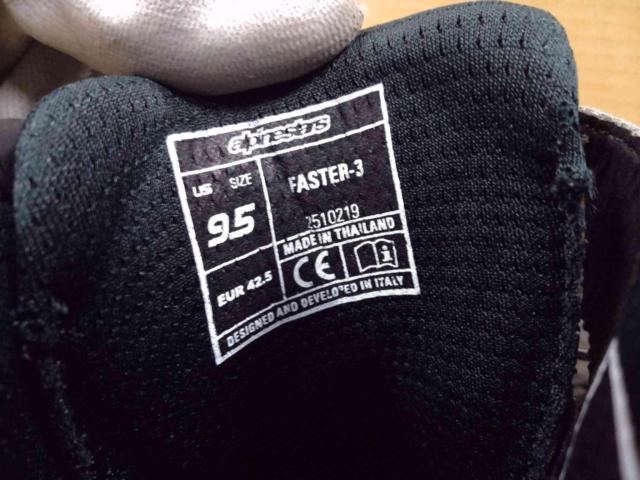 alpinestars
US SIZE
9.5
EUR 42.5
FASTER-3
2510219
MADE IN THAILAND
CE
i
DESIGNED AND DEVELOPED IN ITALY